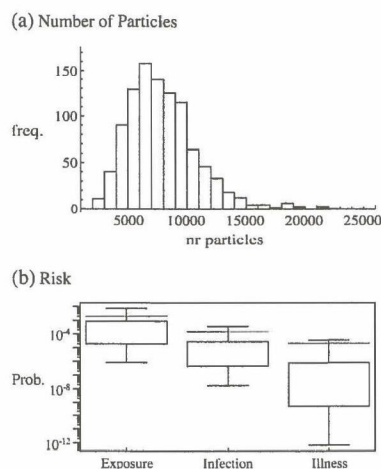 (a) Number of Particles
150
100
freq.
50
0
5000 10000 15000 20000 25000
nr particles
(b) Risk
10⁻⁴
Prob.
10⁻⁸
10⁻¹²
Exposure Infection Illness